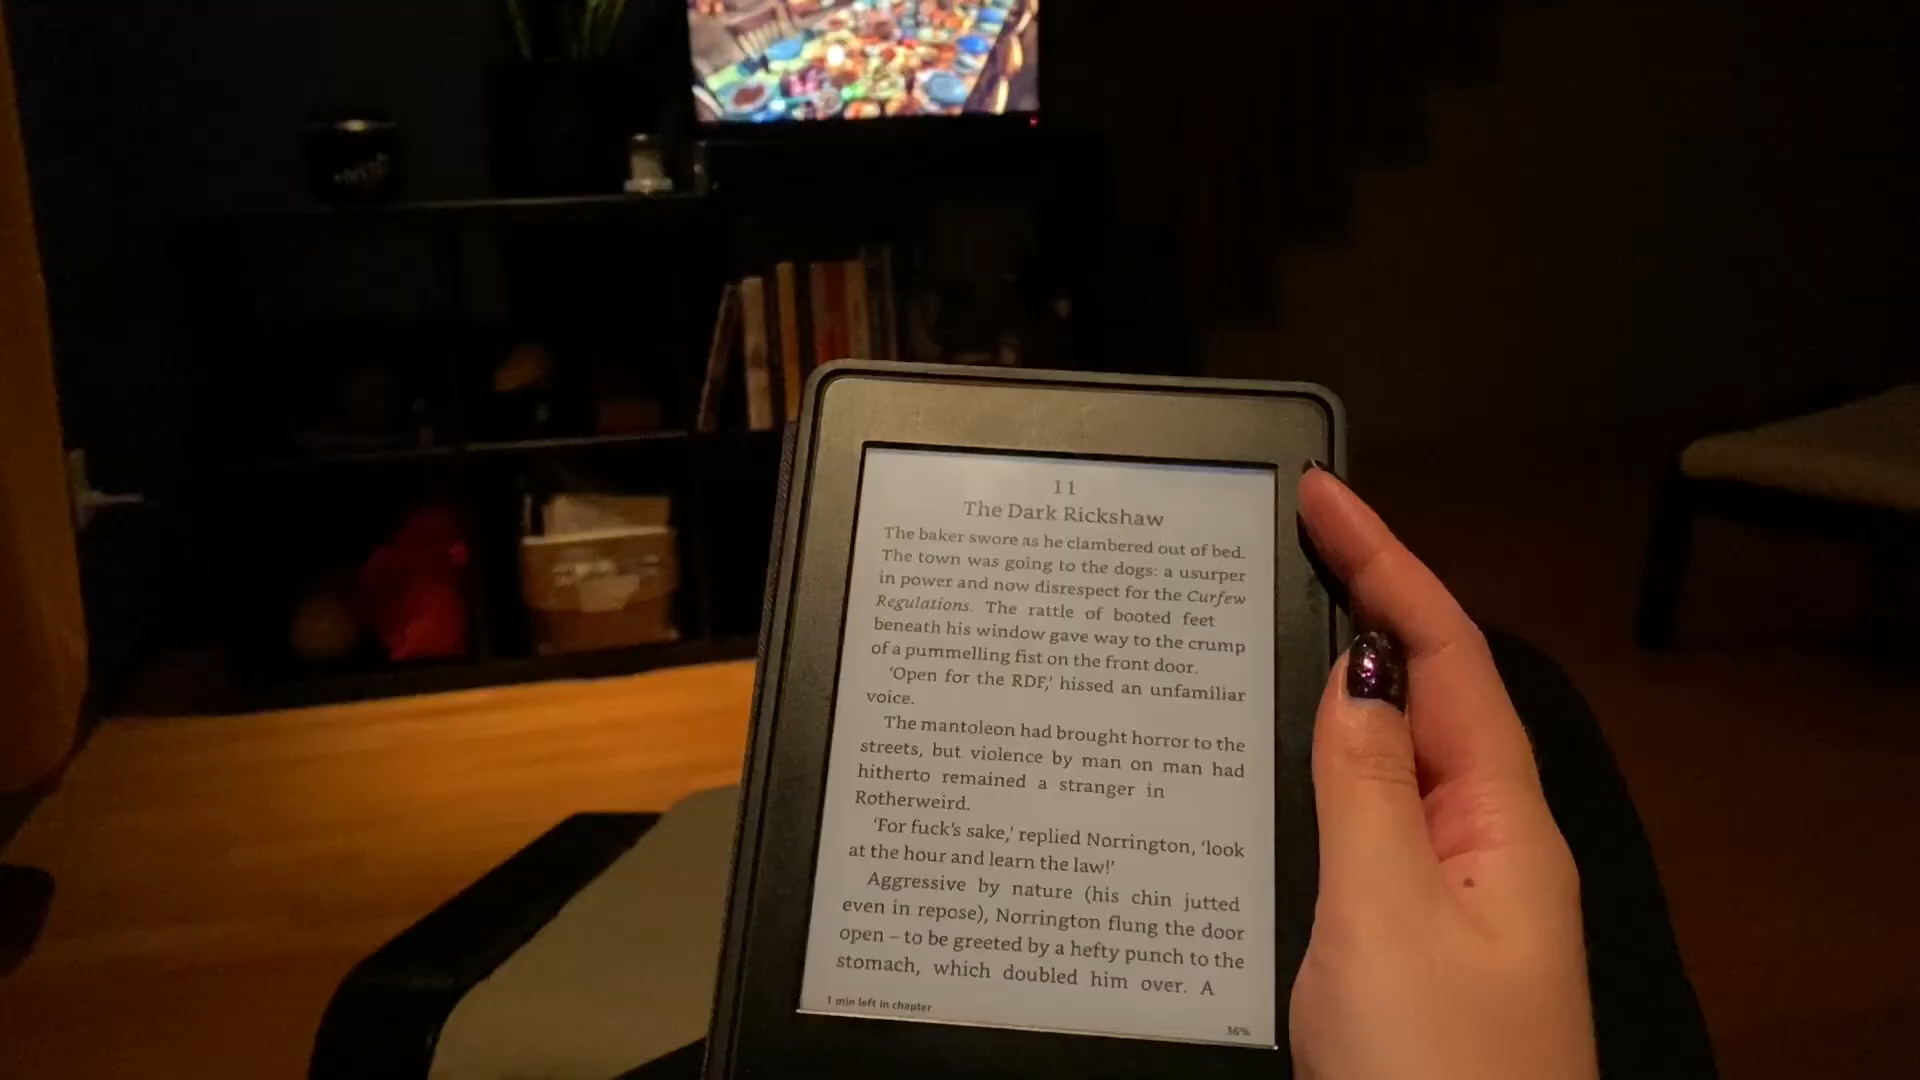 11
The Dark Rickshaw
The baker swore as he clambered out of bed.
The town was going to the dogs: a usurper
in power and now disrespect for the Curfew
Regulations. The rattle of booted feet
beneath his window gave way to the crump
of a pummelling fist on the front door.
‘Open for the RDF,’ hissed an unfamiliar
voice.
The mantoleon had brought horror to the
streets, but violence by man on man had
hitherto remained a stranger in
Rotherweird.
‘For fuck’s sake,’ replied Norrington, ‘look
at the hour and learn the law!’
Aggressive by nature (his chin jutted
even in repose), Norrington flung the door
open – to be greeted by a hefty punch to the
stomach, which doubled him over. A
1 min left in chapter
36%